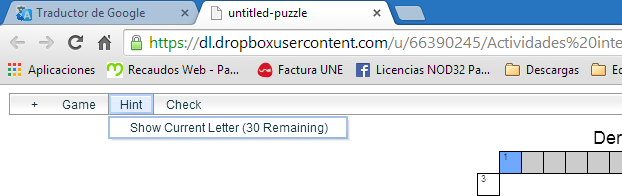 Traductor de Google
untitled-puzzle
https://dl.dropboxusercontent.com/u/66390245/Actividades%20inte
Aplicaciones Recaudos Web - Pa... Factura UNE Licencias NOD32 Pa... Descargas Ec
+ Game Hint Check
Show Current Letter (30 Remaining)
Der
1
3